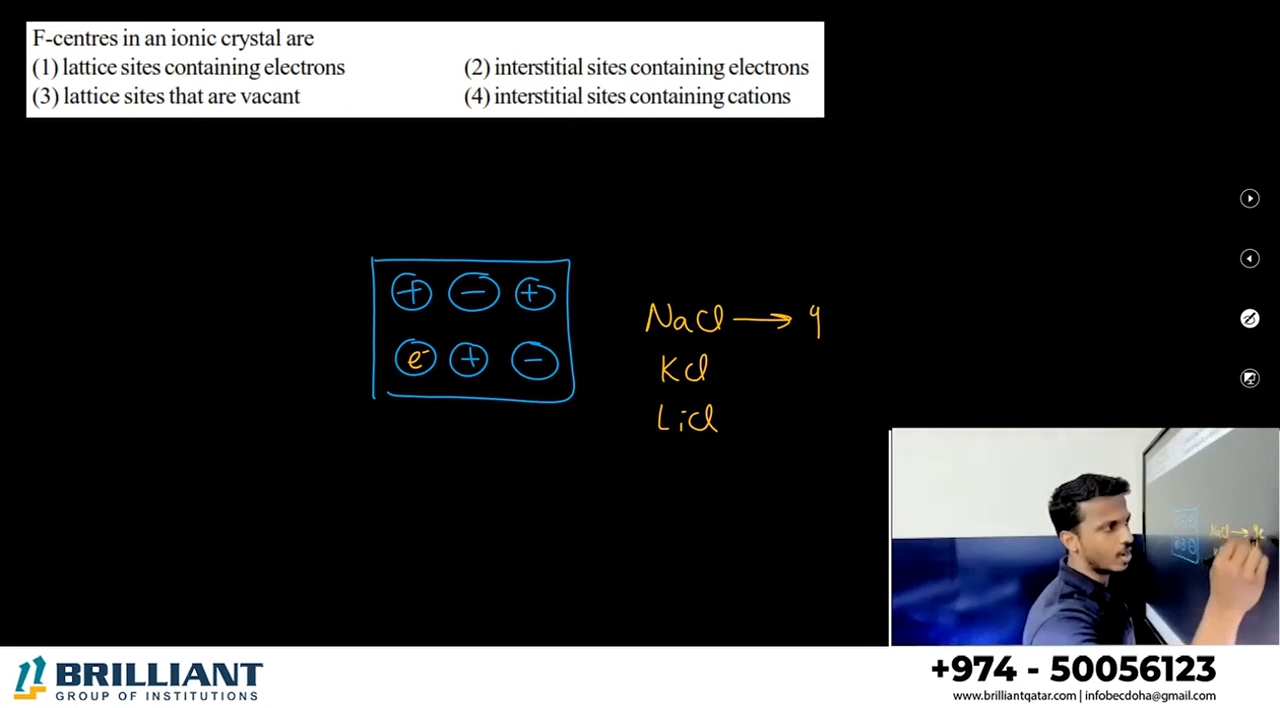 F-centres in an ionic crystal are
(1) lattice sites containing electrons (2) interstitial sites containing electrons
(3) lattice sites that are vacant (4) interstitial sites containing cations
+ − +
e⁻ + −
NaCl → y
KCl
LiCl
BRILLIANT
GROUP OF INSTITUTIONS
+974 - 50056123
www.brilliantqatar.com | infobecdoha@gmail.com